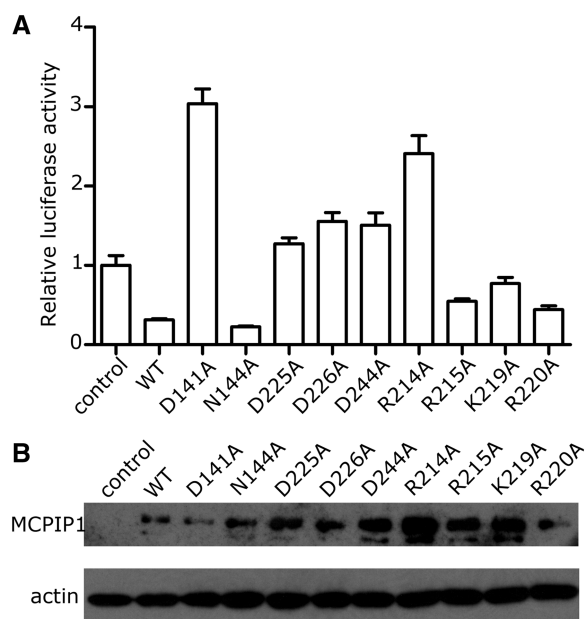 A
Relative luciferase activity
4
3
2
1
0
control WT D141A N144A D225A D226A D244A R214A R215A K219A R220A
B
control WT D141A N144A D225A D226A D244A R214A R215A K219A R220A
MCPIP1
actin